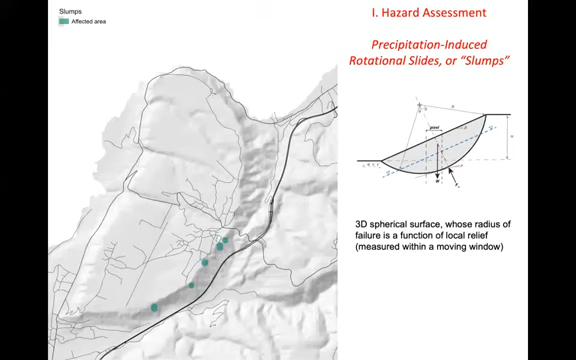 Slumps
Affected area
I. Hazard Assessment
Precipitation-Induced
Rotational Slides, or “Slumps”
pixel
3D spherical surface, whose radius of
failure is a function of local relief
(measured within a moving window)